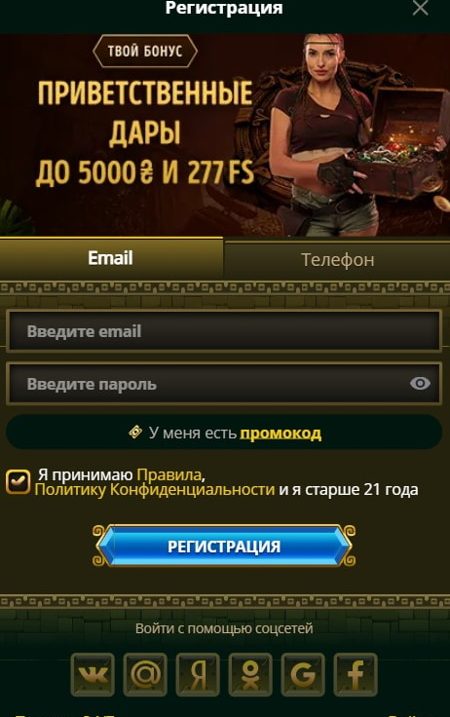 Регистрация
ТВОЙ БОНУС
ПРИВЕТСТВЕННЫЕ
ДАРЫ
ДО 5000 ₴ И 277 FS
Email
Телефон
Введите email
Введите пароль
У меня есть промокод
Я принимаю Правила,
Политику Конфиденциальности и я старше 21 года
РЕГИСТРАЦИЯ
Войти с помощью соцсетей